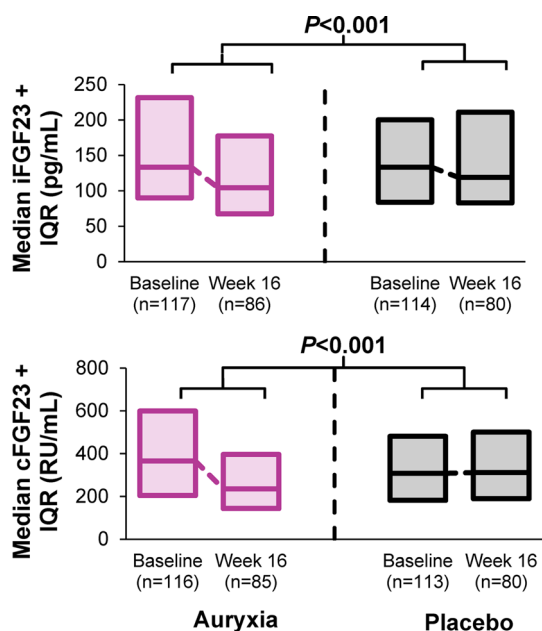 P<0.001
Median iFGF23 +
IQR (pg/mL)
250
200
150
100
50
0
Baseline Week 16 Baseline Week 16
(n=117) (n=86) (n=114) (n=80)
P<0.001
Median cFGF23 +
IQR (RU/mL)
800
600
400
200
0
Baseline Week 16 Baseline Week 16
(n=116) (n=85) (n=113) (n=80)
Auryxia Placebo